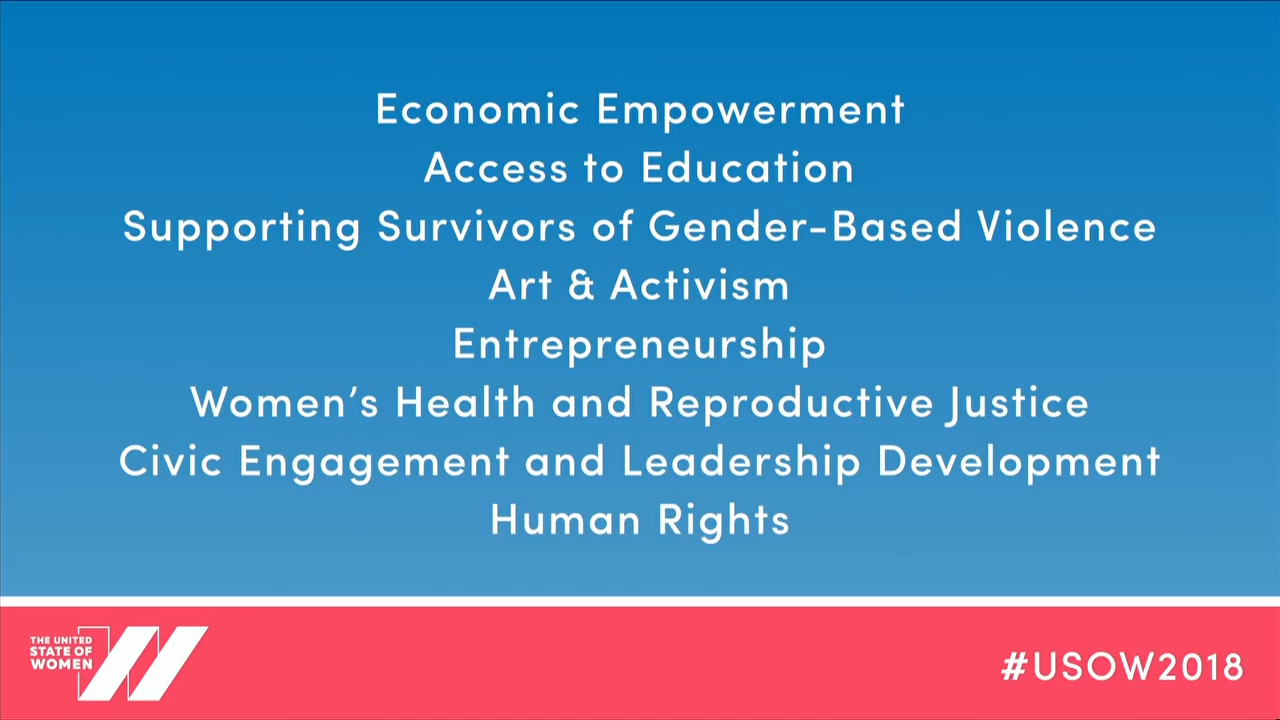 Economic Empowerment
Access to Education
Supporting Survivors of Gender-Based Violence
Art & Activism
Entrepreneurship
Women’s Health and Reproductive Justice
Civic Engagement and Leadership Development
Human Rights
THE UNITED
STATE OF
WOMEN
#USOW2018